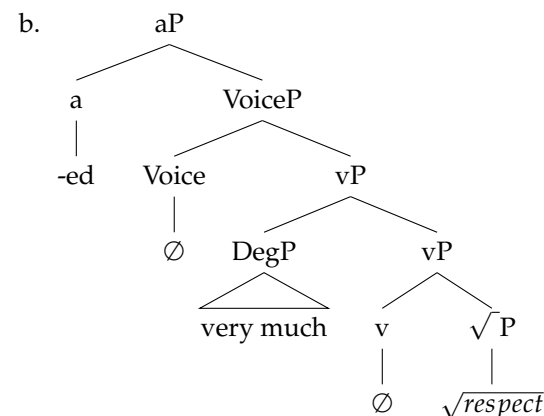 b. aP
a VoiceP
-ed Voice vP
∅ DegP vP
very much v √P
∅ √respect